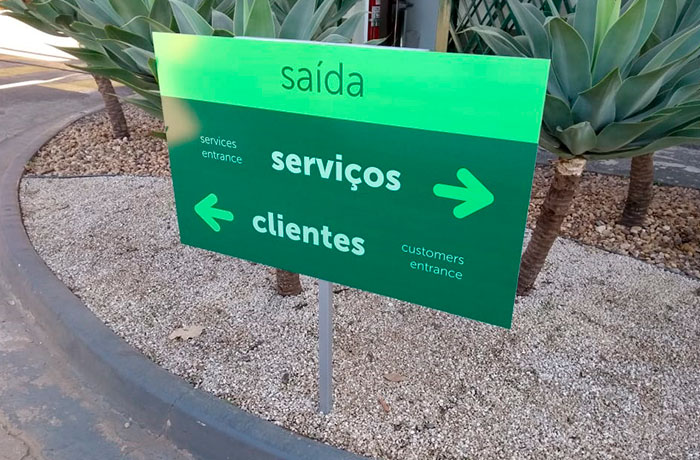 saída
services
entrance
serviços
clientes
customers
entrance